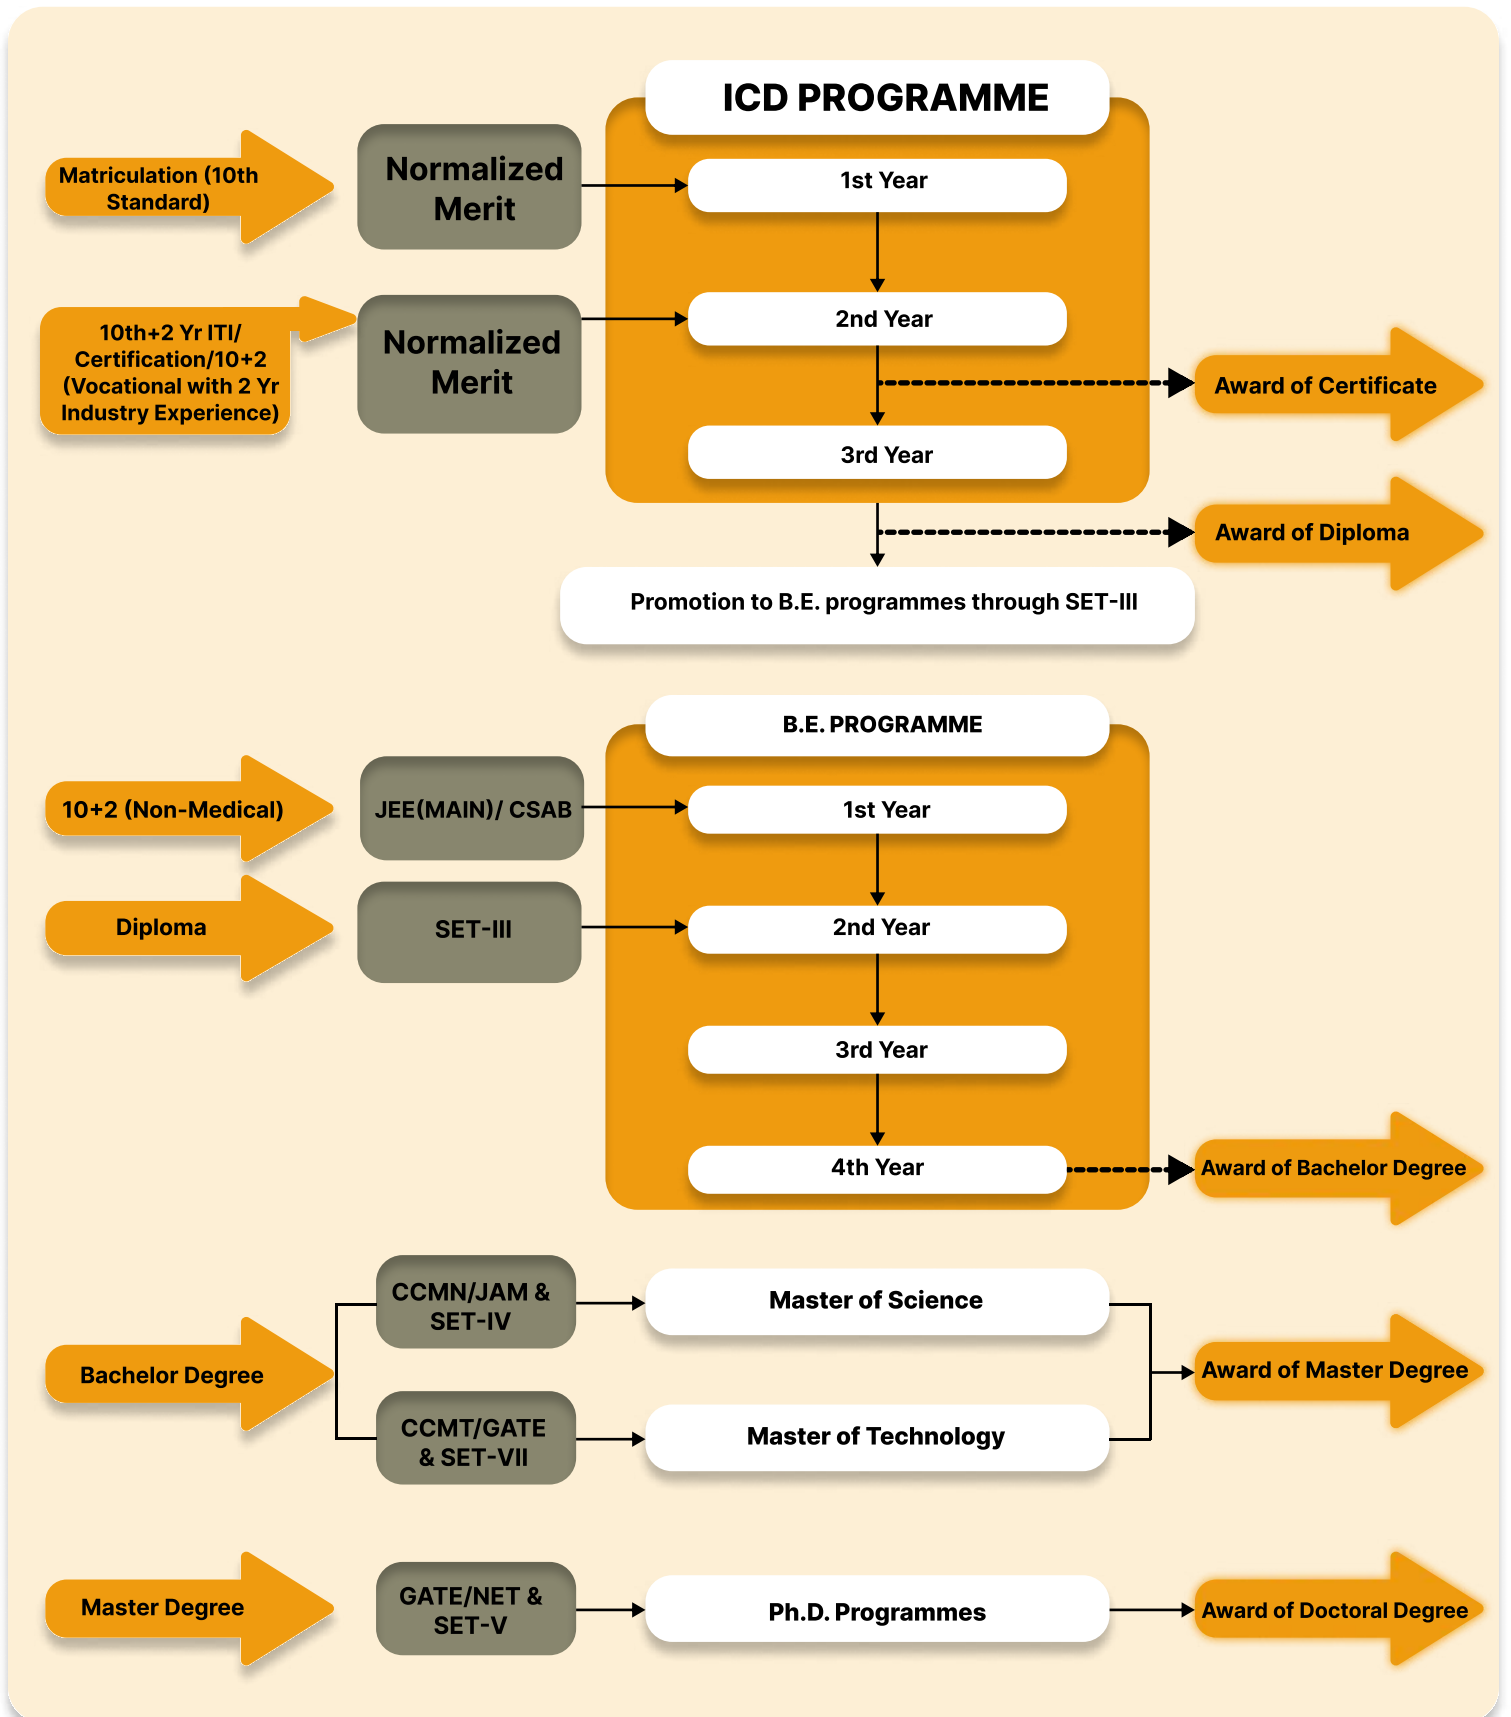 ICD PROGRAMME
Matriculation (10th
Standard)
Normalized
Merit
1st Year
10th+2 Yr ITI/
Certification/10+2
(Vocational with 2 Yr
Industry Experience)
Normalized
Merit
2nd Year
Award of Certificate
3rd Year
Award of Diploma
Promotion to B.E. programmes through SET-III
B.E. PROGRAMME
10+2 (Non-Medical)
JEE(MAIN)/ CSAB
1st Year
Diploma
SET-III
2nd Year
3rd Year
4th Year
Award of Bachelor Degree
Bachelor Degree
CCMN/JAM &
SET-IV
Master of Science
CCMT/GATE
& SET-VII
Master of Technology
Award of Master Degree
Master Degree
GATE/NET &
SET-V
Ph.D. Programmes
Award of Doctoral Degree